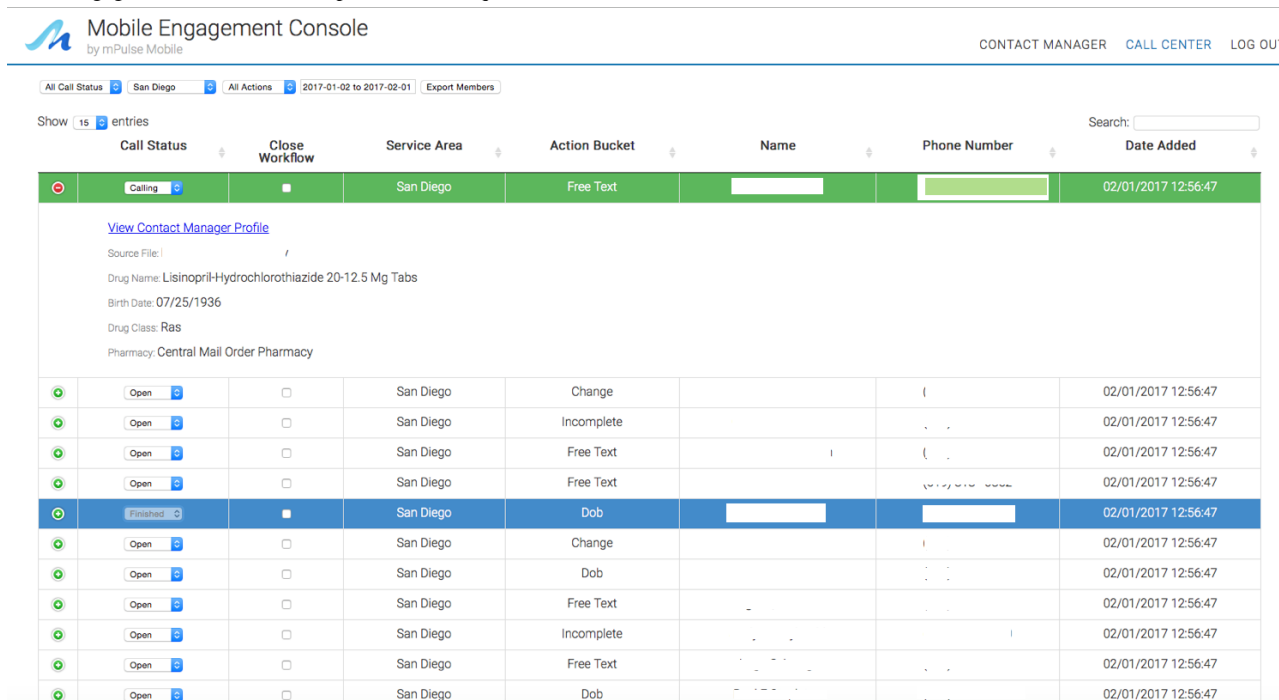 Mobile Engagement Console
by mPulse Mobile
CONTACT MANAGER CALL CENTER LOG OUT
All Call Status San Diego All Actions 2017-01-02 to 2017-02-01 Export Members
Show 15 entries Search:
Call Status Close Workflow Service Area Action Bucket Name Phone Number Date Added
Calling San Diego Free Text 02/01/2017 12:56:47
View Contact Manager Profile
Source File:
Drug Name: Lisinopril-Hydrochlorothiazide 20-12.5 Mg Tabs
Birth Date: 07/25/1936
Drug Class: Ras
Pharmacy: Central Mail Order Pharmacy
Open San Diego Change 02/01/2017 12:56:47
Open San Diego Incomplete 02/01/2017 12:56:47
Open San Diego Free Text 02/01/2017 12:56:47
Open San Diego Free Text 02/01/2017 12:56:47
Finished San Diego Dob 02/01/2017 12:56:47
Open San Diego Change 02/01/2017 12:56:47
Open San Diego Dob 02/01/2017 12:56:47
Open San Diego Free Text 02/01/2017 12:56:47
Open San Diego Incomplete 02/01/2017 12:56:47
Open San Diego Free Text 02/01/2017 12:56:47
Open San Diego Dob 02/01/2017 12:56:47